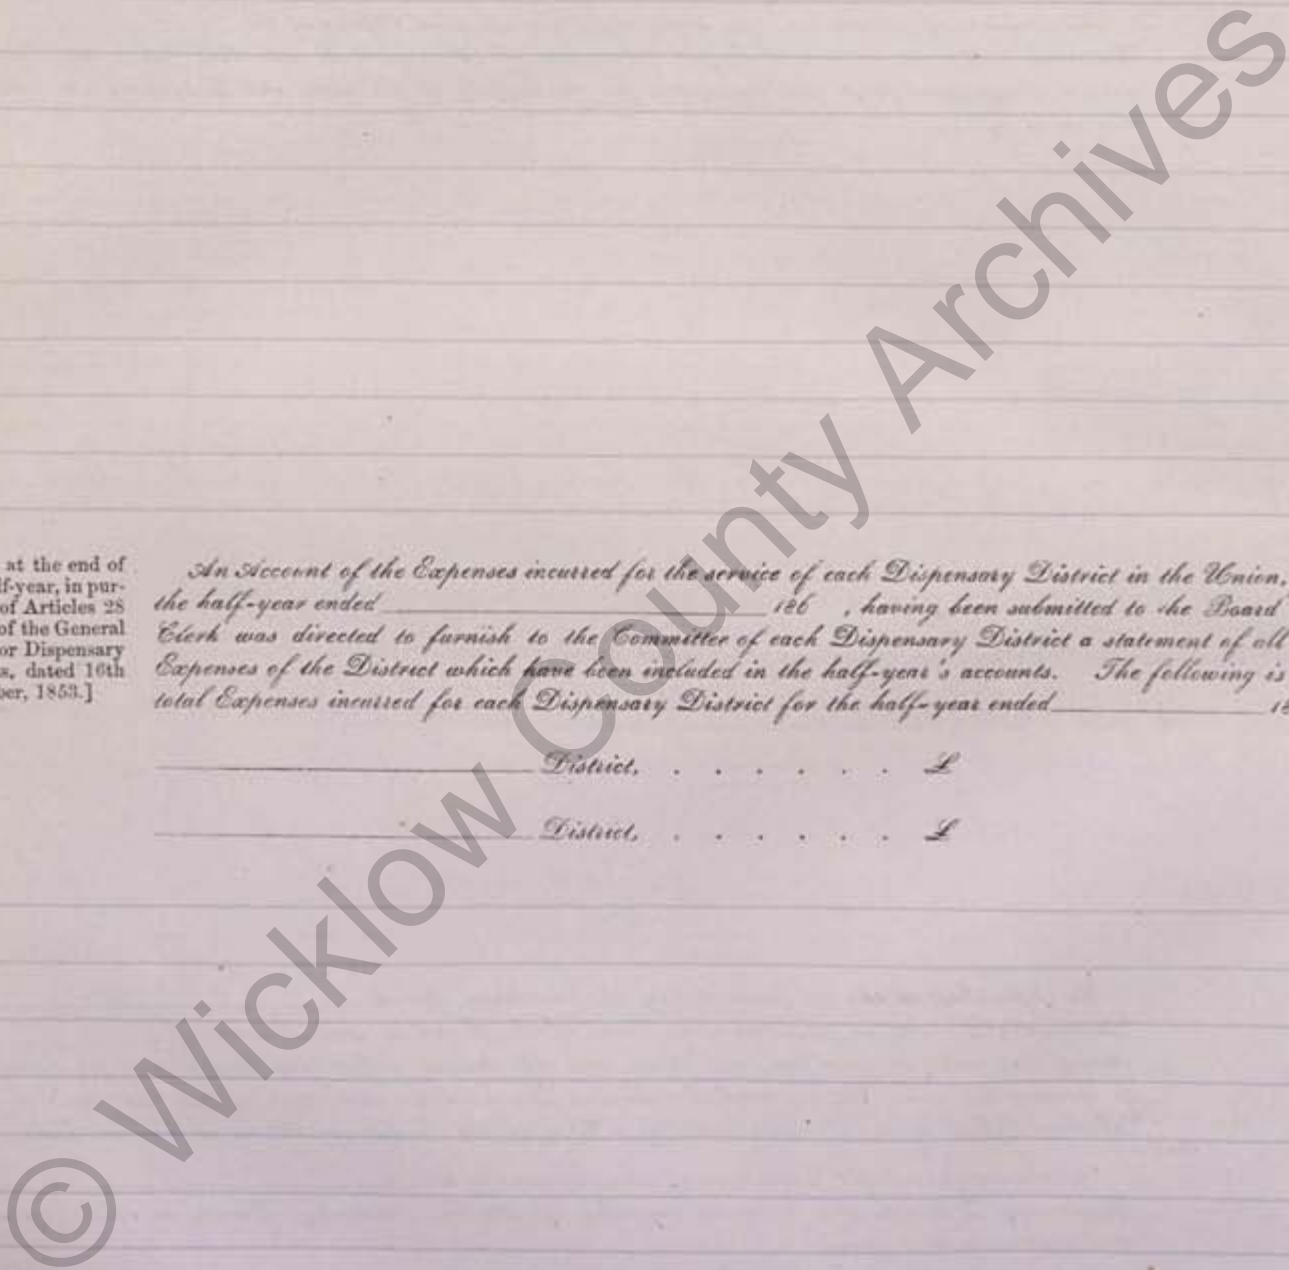 at the end of
lf-year, in pur-
of Articles 28
of the General
or Dispensary
s, dated 16th
ber, 1853.]
An Account of the Expenses incurred for the service of each Dispensary District in the Union,
the half-year ended 186 , having been submitted to the Board
Clerk was directed to furnish to the Committee of each Dispensary District a statement of all
Expenses of the District which have been included in the half-year's accounts. The following is
total Expenses incurred for each Dispensary District for the half-year ended 18
District, . . . . . . £
District, . . . . . . £
© Wicklow County Archives